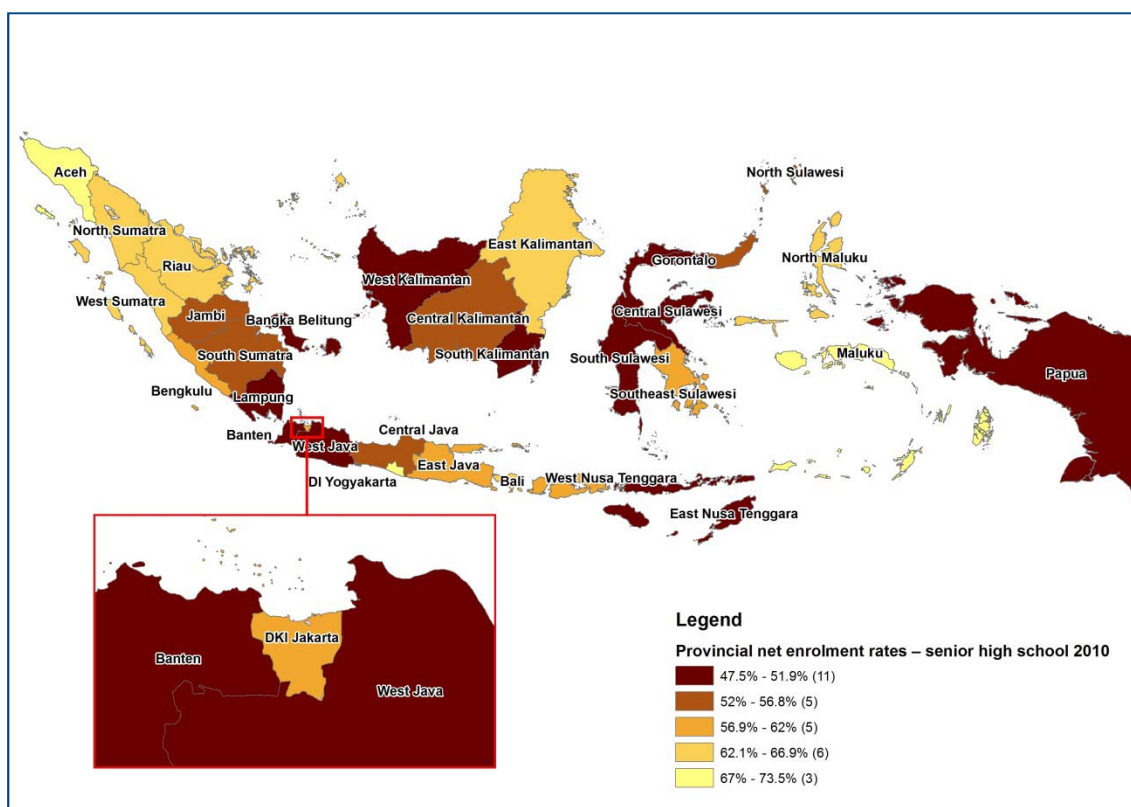 Aceh
North Sulawesi
North Sumatra
East Kalimantan
Gorontalo
North Maluku
Riau
West Kalimantan
West Sumatra
Jambi
Bangka Belitung
Central Kalimantan
Central Sulawesi
South Sumatra
South Kalimantan
South Sulawesi
Maluku
Papua
Bengkulu
Lampung
Southeast Sulawesi
Banten
West Java
Central Java
East Java
DI Yogyakarta
Bali
West Nusa Tenggara
East Nusa Tenggara
DKI Jakarta
Banten
West Java
Legend
Provincial net enrolment rates – senior high school 2010
47.5% - 51.9% (11)
52% - 56.8% (5)
56.9% - 62% (5)
62.1% - 66.9% (6)
67% - 73.5% (3)